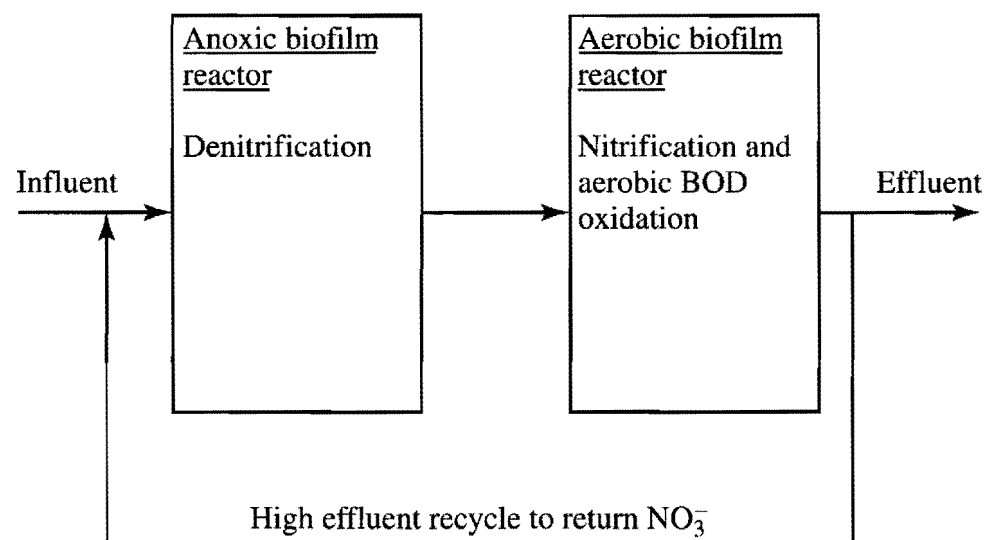 Anoxic biofilm
reactor
Denitrification
Aerobic biofilm
reactor
Nitrification and
aerobic BOD
oxidation
Influent
Effluent
High effluent recycle to return NO₃⁻